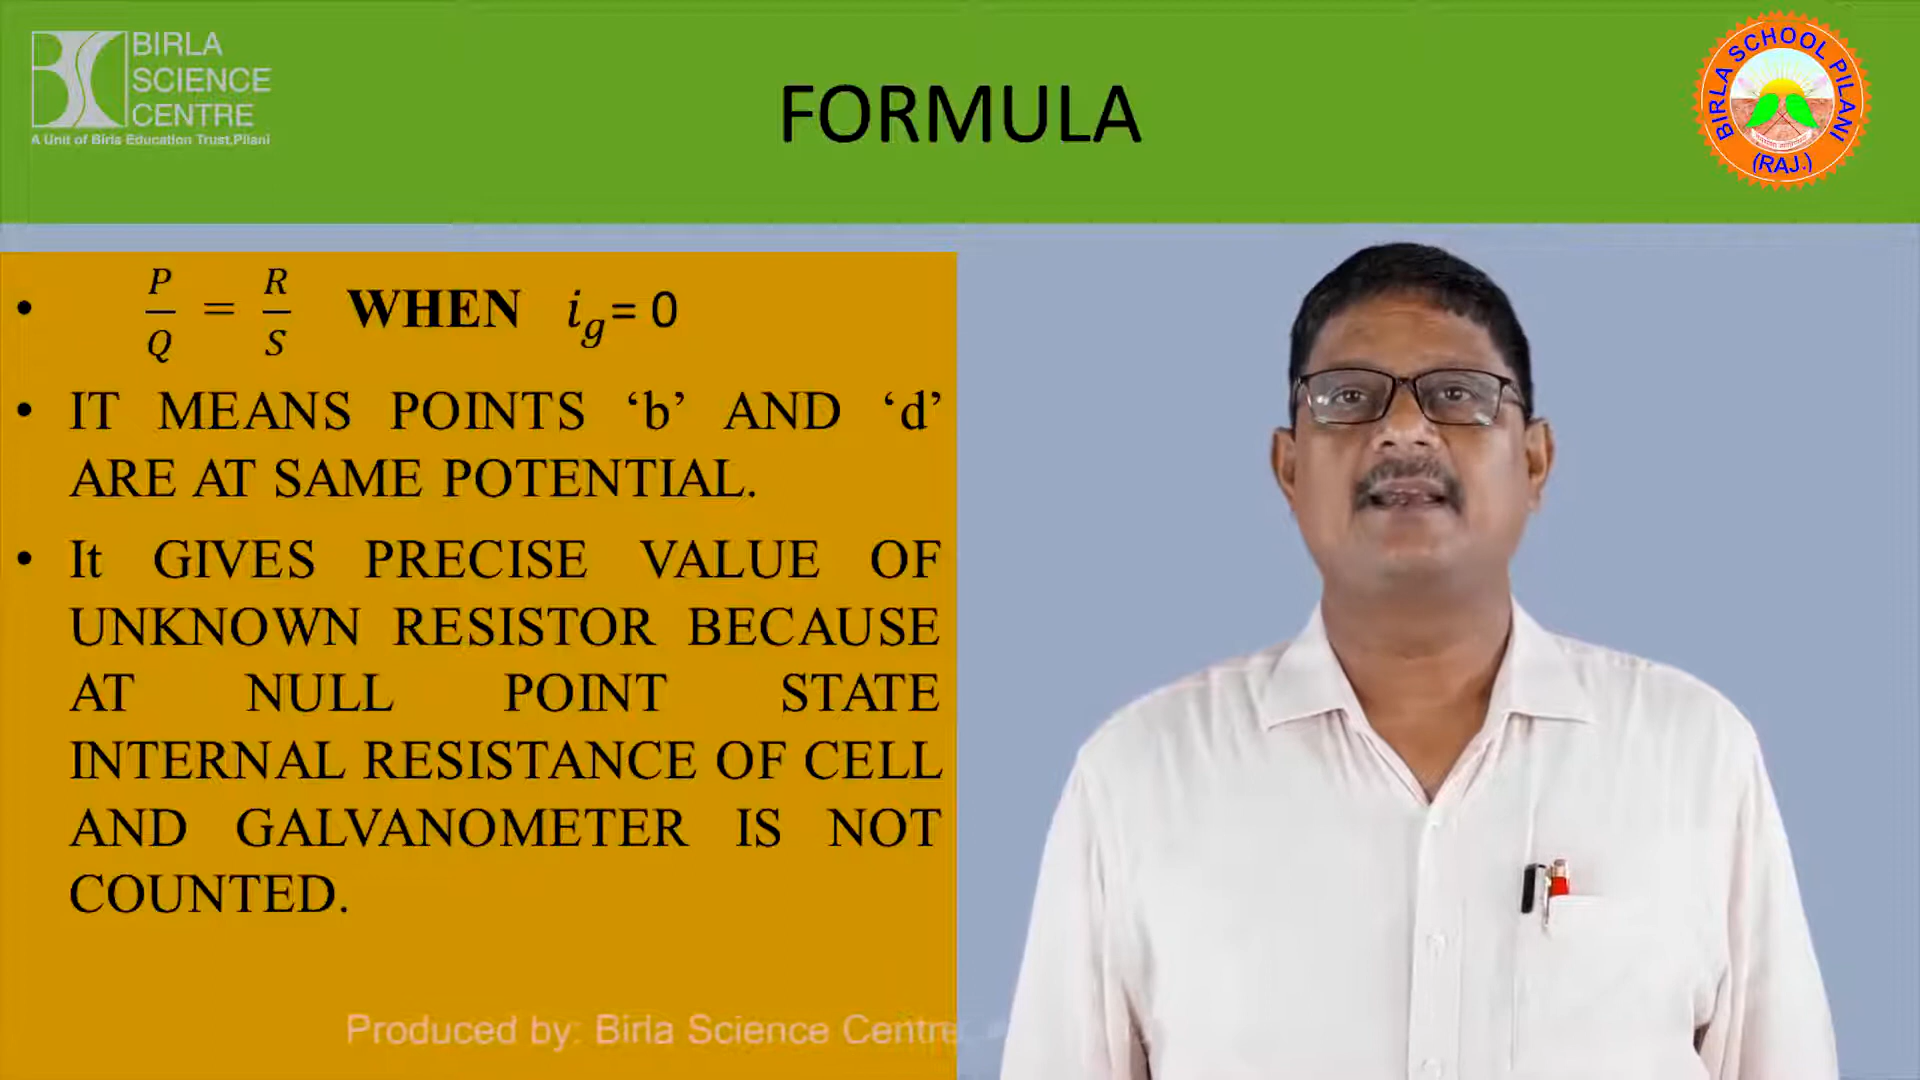 BIRLA
SCIENCE
CENTRE
A Unit of Birla Education Trust,Pilani
FORMULA
BIRLA SCHOOL PILANI
(RAJ.)
• P/Q = R/S WHEN i_g= 0
• IT MEANS POINTS ‘b’ AND ‘d’
ARE AT SAME POTENTIAL.
• It GIVES PRECISE VALUE OF
UNKNOWN RESISTOR BECAUSE
AT NULL POINT STATE
INTERNAL RESISTANCE OF CELL
AND GALVANOMETER IS NOT
COUNTED.
Produced by: Birla Science Centre